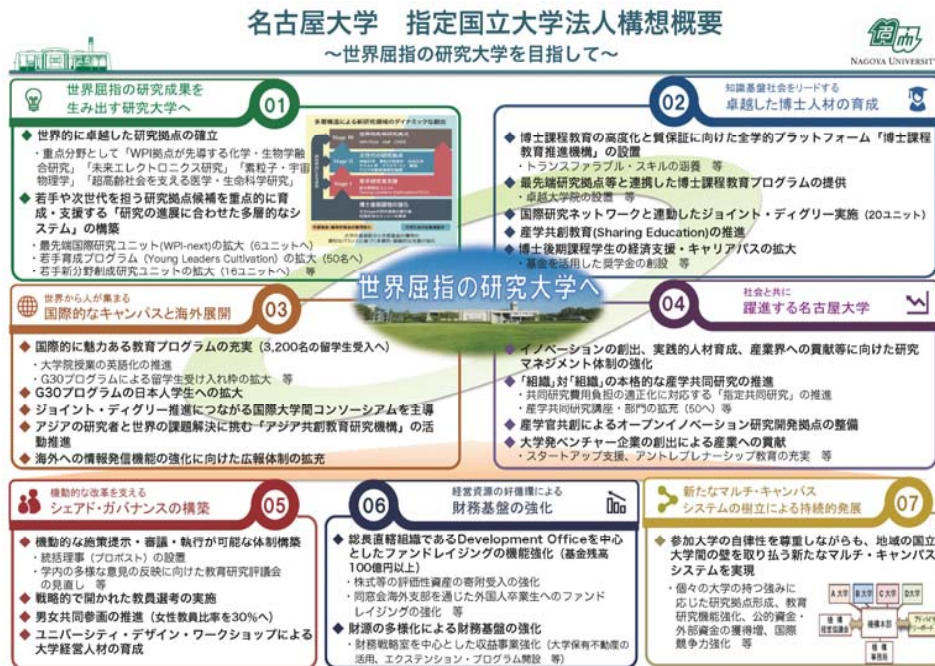 名古屋大学 指定国立大学法人構想概要
～世界屈指の研究大学を目指して～
NAGOYA UNIVERSITY
世界屈指の研究成果を
生み出す研究大学へ
01
◆ 世界的に卓越した研究拠点の確立
・重点分野として「WPI拠点が先導する化学・生物学融
合研究」「未来エレクトロニクス研究」「素粒子・宇宙
物理学」「超高齢社会を支える医学・生命科学研究」
◆ 若手や次世代を担う研究拠点候補を重点的に育
成・支援する「研究の進展に合わせた多層的なシ
ステム」の構築
・最先端国際研究ユニット(WPI-next)の拡大(6ユニットへ)
・若手育成プログラム(Young Leaders Cultivation)の拡大(50名へ)
・若手新分野創成研究ユニットの拡大(16ユニットへ) 等
多層構造による新研究領域のダイナミックな創出
Stage III
Stage II
Stage I
博士後期課程の強化
02
知識基盤社会をリードする
卓越した博士人材の育成
◆ 博士課程教育の高度化と質保証に向けた全学的プラットフォーム「博士課程
教育推進機構」の設置
・トランスファラブル・スキルの涵養 等
◆ 最先端研究拠点等と連携した博士課程教育プログラムの提供
・卓越大学院の設置 等
◆ 国際研究ネットワークと連動したジョイント・ディグリー実施(20ユニット)
◆ 産学共創教育(Sharing Education)の推進
◆ 博士後期課程学生の経済支援・キャリアパスの拡大
・基金を活用した奨学金の創設 等
世界屈指の研究大学へ
世界から人が集まる
国際的なキャンパスと海外展開
03
◆ 国際的に魅力ある教育プログラムの充実(3,200名の留学生受入へ)
・大学院授業の英語化の推進
・G30プログラムによる留学生受け入れ枠の拡大 等
◆ G30プログラムの日本人学生への拡大
◆ ジョイント・ディグリー推進につながる国際大学間コンソーシアムを主導
◆ アジアの研究者と世界の課題解決に挑む「アジア共創教育研究機構」の活
動推進
◆ 海外への情報発信機能の強化に向けた広報体制の拡充
04
社会と共に
躍進する名古屋大学
◆ イノベーションの創出、実践的人材育成、産業界への貢献等に向けた研究
マネジメント体制の強化
◆ 「組織」対「組織」の本格的な産学共同研究の推進
・共同研究費用負担の適正化に対応する「指定共同研究」の推進
・産学共同研究講座・部門の拡充(50へ)等
◆ 産学官共創によるオープンイノベーション研究開発拠点の整備
◆ 大学発ベンチャー企業の創出による産業への貢献
・スタートアップ支援、アントレプレナーシップ教育の充実 等
機動的な改革を支える
シェアド・ガバナンスの構築
05
◆ 機動的な施策提示・審議・執行が可能な体制構築
・統括理事(プロボスト)の設置
・学内の多様な意見の反映に向けた教育研究評議会
の見直し 等
◆ 戦略的で開かれた教員選考の実施
◆ 男女共同参画の推進(女性教員比率を30%へ)
◆ ユニバーシティ・デザイン・ワークショップによる
大学経営人材の育成
06
経営資源の好循環による
財務基盤の強化
◆ 総長直轄組織であるDevelopment Officeを中心
としたファンドレイジングの機能強化(基金残高
100億円以上)
・株式等の評価性資産の寄附受入の強化
・同窓会海外支部を通じた外国人卒業生へのファンド
レイジングの強化 等
◆ 財源の多様化による財務基盤の強化
・財務戦略室を中心とした収益事業強化(大学保有不動産の
活用、エクステンション・プログラム開設 等)
新たなマルチ・キャンパス
システムの樹立による持続的発展
07
◆ 参加大学の自律性を尊重しながらも、地域の国立
大学間の壁を取り払う新たなマルチ・キャンパス
システムを実現
・個々の大学の持つ強みに
応じた研究拠点形成、教育
研究機能強化、公的資金・
外部資金の獲得増、国際
競争力強化 等
A大学
B大学
C大学
D大学
機構
経営協議会
機構本部
機構
事務局